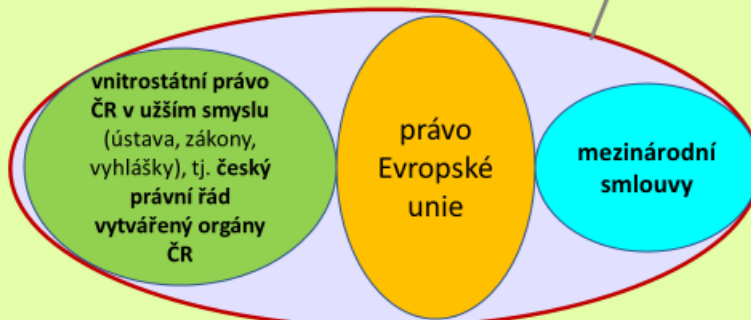 vnitrostátní právo
ČR v užším smyslu
(ústava, zákony,
vyhlášky), tj. český
právní řád
vytvářený orgány
ČR
právo
Evropské
unie
mezinárodní
smlouvy